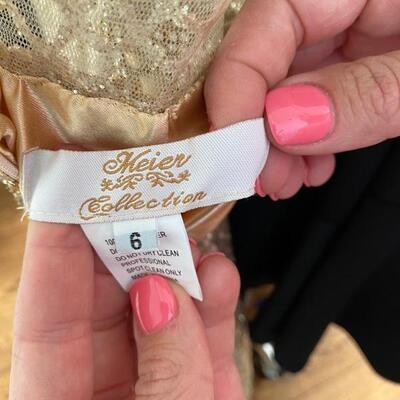 Meier
Collection
6
DO NOT DRY CLEAN
PROFESSIONAL
SPOT CLEAN ONLY